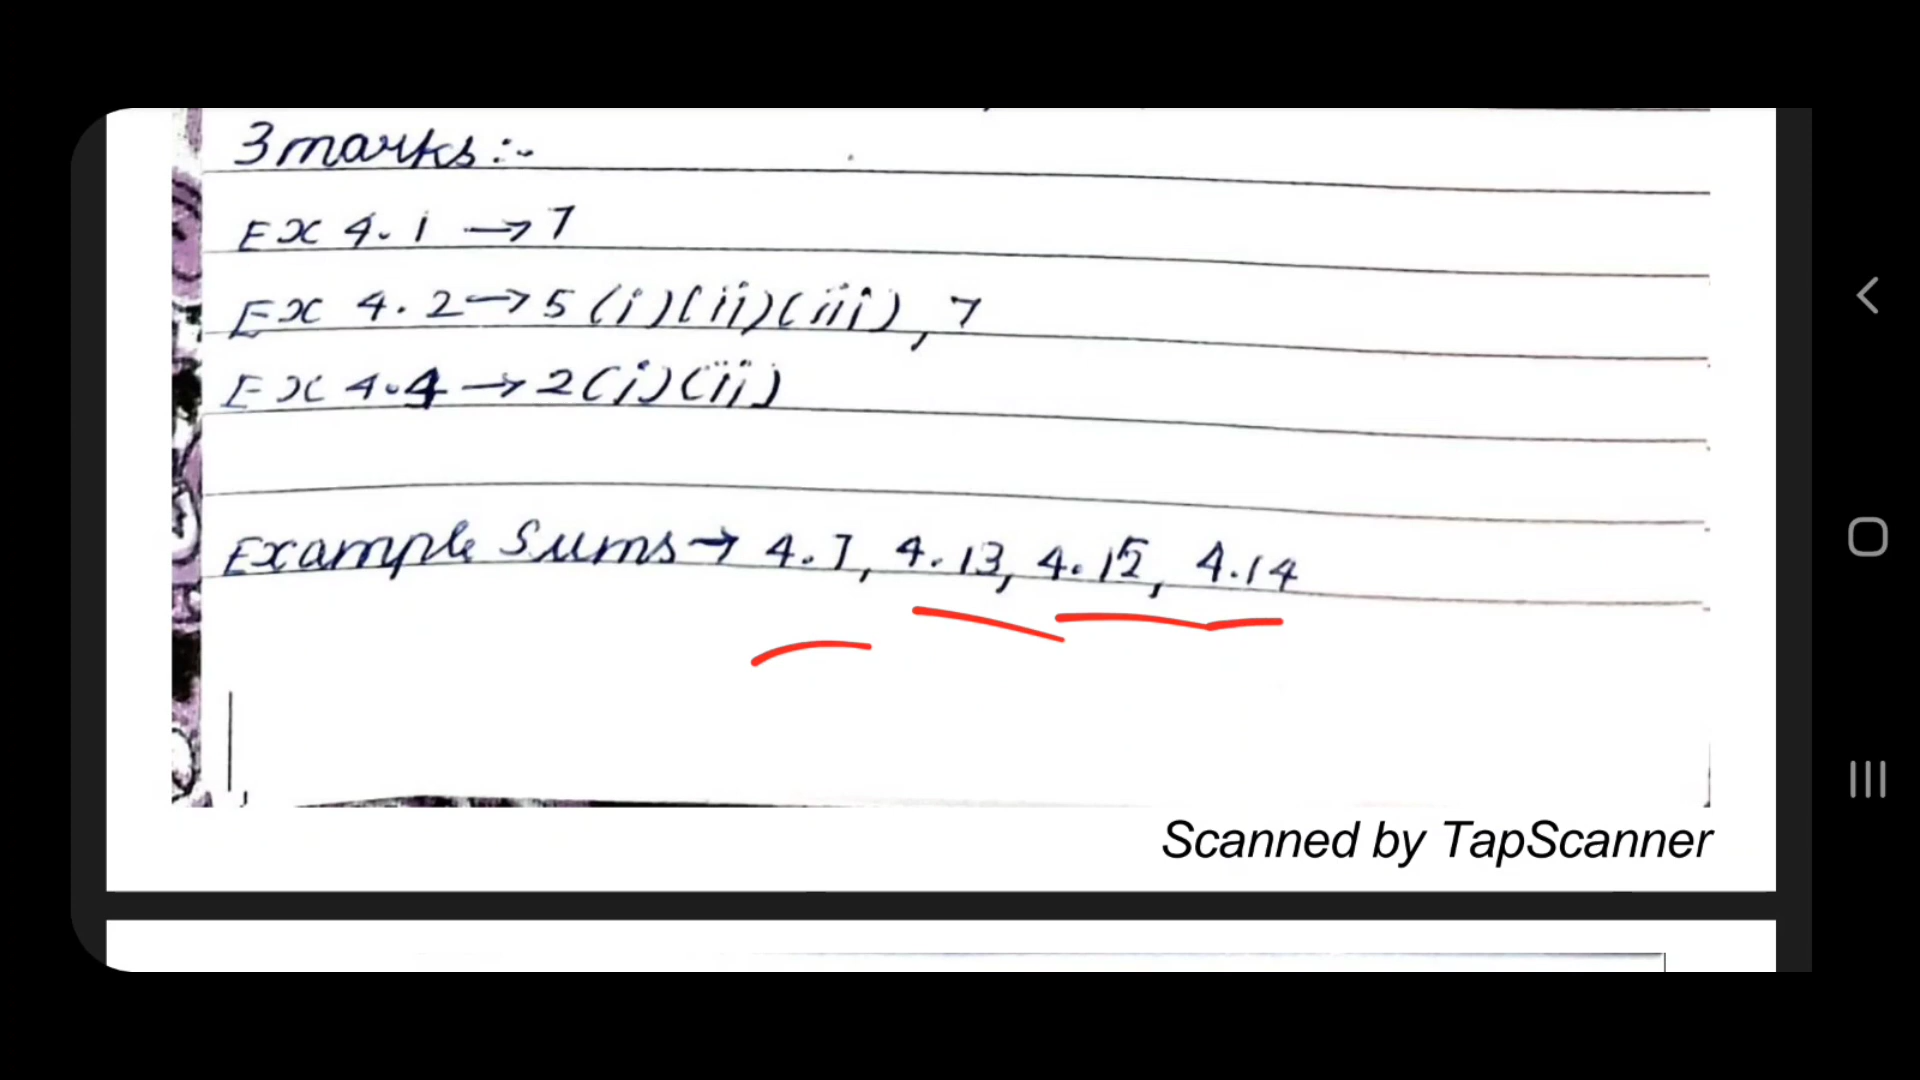 3marks:-
Ex 4.1 → 7
Ex 4.2 → 5 (i)(ii)(iii), 7
Ex 4.4 → 2(i)(ii)
Example Sums → 4.7, 4.13, 4.15, 4.14
Scanned by TapScanner